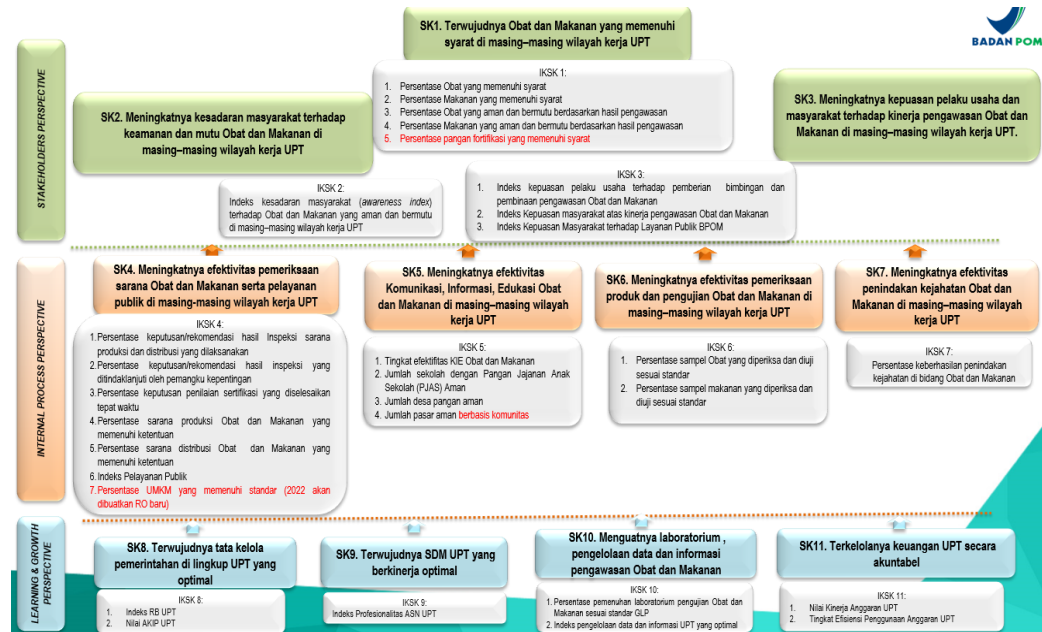 BADAN POM
STAKEHOLDERS PERSPECTIVE
SK1. Terwujudnya Obat dan Makanan yang memenuhi
syarat di masing–masing wilayah kerja UPT
IKSK 1:
1. Persentase Obat yang memenuhi syarat
2. Persentase Makanan yang memenuhi syarat
3. Persentase Obat yang aman dan bermutu berdasarkan hasil pengawasan
4. Persentase Makanan yang aman dan bermutu berdasarkan hasil pengawasan
5. Persentase pangan fortifikasi yang memenuhi syarat
SK2. Meningkatnya kesadaran masyarakat terhadap
keamanan dan mutu Obat dan Makanan di
masing–masing wilayah kerja UPT
IKSK 2:
Indeks kesadaran masyarakat (awareness index)
terhadap Obat dan Makanan yang aman dan bermutu
di masing–masing wilayah kerja UPT
SK3. Meningkatnya kepuasan pelaku usaha dan
masyarakat terhadap kinerja pengawasan Obat dan
Makanan di masing–masing wilayah kerja UPT.
IKSK 3:
1. Indeks kepuasan pelaku usaha terhadap pemberian bimbingan dan
pembinaan pengawasan Obat dan Makanan
2. Indeks Kepuasan masyarakat atas kinerja pengawasan Obat dan Makanan
3. Indeks Kepuasan Masyarakat terhadap Layanan Publik BPOM
INTERNAL PROCESS PERSPECTIVE
SK4. Meningkatnya efektivitas pemeriksaan
sarana Obat dan Makanan serta pelayanan
publik di masing-masing wilayah kerja UPT
IKSK 4:
1. Persentase keputusan/rekomendasi hasil Inspeksi sarana
produksi dan distribusi yang dilaksanakan
2. Persentase keputusan/rekomendasi hasil inspeksi yang
ditindaklanjuti oleh pemangku kepentingan
3. Persentase keputusan penilaian sertifikasi yang diselesaikan
tepat waktu
4. Persentase sarana produksi Obat dan Makanan yang
memenuhi ketentuan
5. Persentase sarana distribusi Obat dan Makanan yang
memenuhi ketentuan
6. Indeks Pelayanan Publik
7. Persentase UMKM yang memenuhi standar (2022 akan
dibuatkan RO baru)
SK5. Meningkatnya efektivitas
Komunikasi, Informasi, Edukasi Obat
dan Makanan di masing–masing wilayah
kerja UPT
IKSK 5:
1. Tingkat efektifitas KIE Obat dan Makanan
2. Jumlah sekolah dengan Pangan Jajanan Anak
Sekolah (PJAS) Aman
3. Jumlah desa pangan aman
4. Jumlah pasar aman berbasis komunitas
SK6. Meningkatnya efektivitas pemeriksaan
produk dan pengujian Obat dan Makanan di
masing–masing wilayah kerja UPT
IKSK 6:
1. Persentase sampel Obat yang diperiksa dan diuji
sesuai standar
2. Persentase sampel makanan yang diperiksa dan
diuji sesuai standar
SK7. Meningkatnya efektivitas
penindakan kejahatan Obat dan
Makanan di masing–masing wilayah
kerja UPT
IKSK 7:
Persentase keberhasilan penindakan
kejahatan di bidang Obat dan Makanan
LEARNING & GROWTH
PERSPECTIVE
SK8. Terwujudnya tata kelola
pemerintahan di lingkup UPT yang
optimal
IKSK 8:
1. Indeks RB UPT
2. Nilai AKIP UPT
SK9. Terwujudnya SDM UPT yang
berkinerja optimal
IKSK 9:
Indeks Profesionalitas ASN UPT
SK10. Menguatnya laboratorium ,
pengelolaan data dan informasi
pengawasan Obat dan Makanan
IKSK 10:
1. Persentase pemenuhan laboratorium pengujian Obat dan
Makanan sesuai standar GLP
2. Indeks pengelolaan data dan informasi UPT yang optimal
SK11. Terkelolanya keuangan UPT secara
akuntabel
IKSK 11:
1. Nilai Kinerja Anggaran UPT
2. Tingkat Efisiensi Penggunaan Anggaran UPT